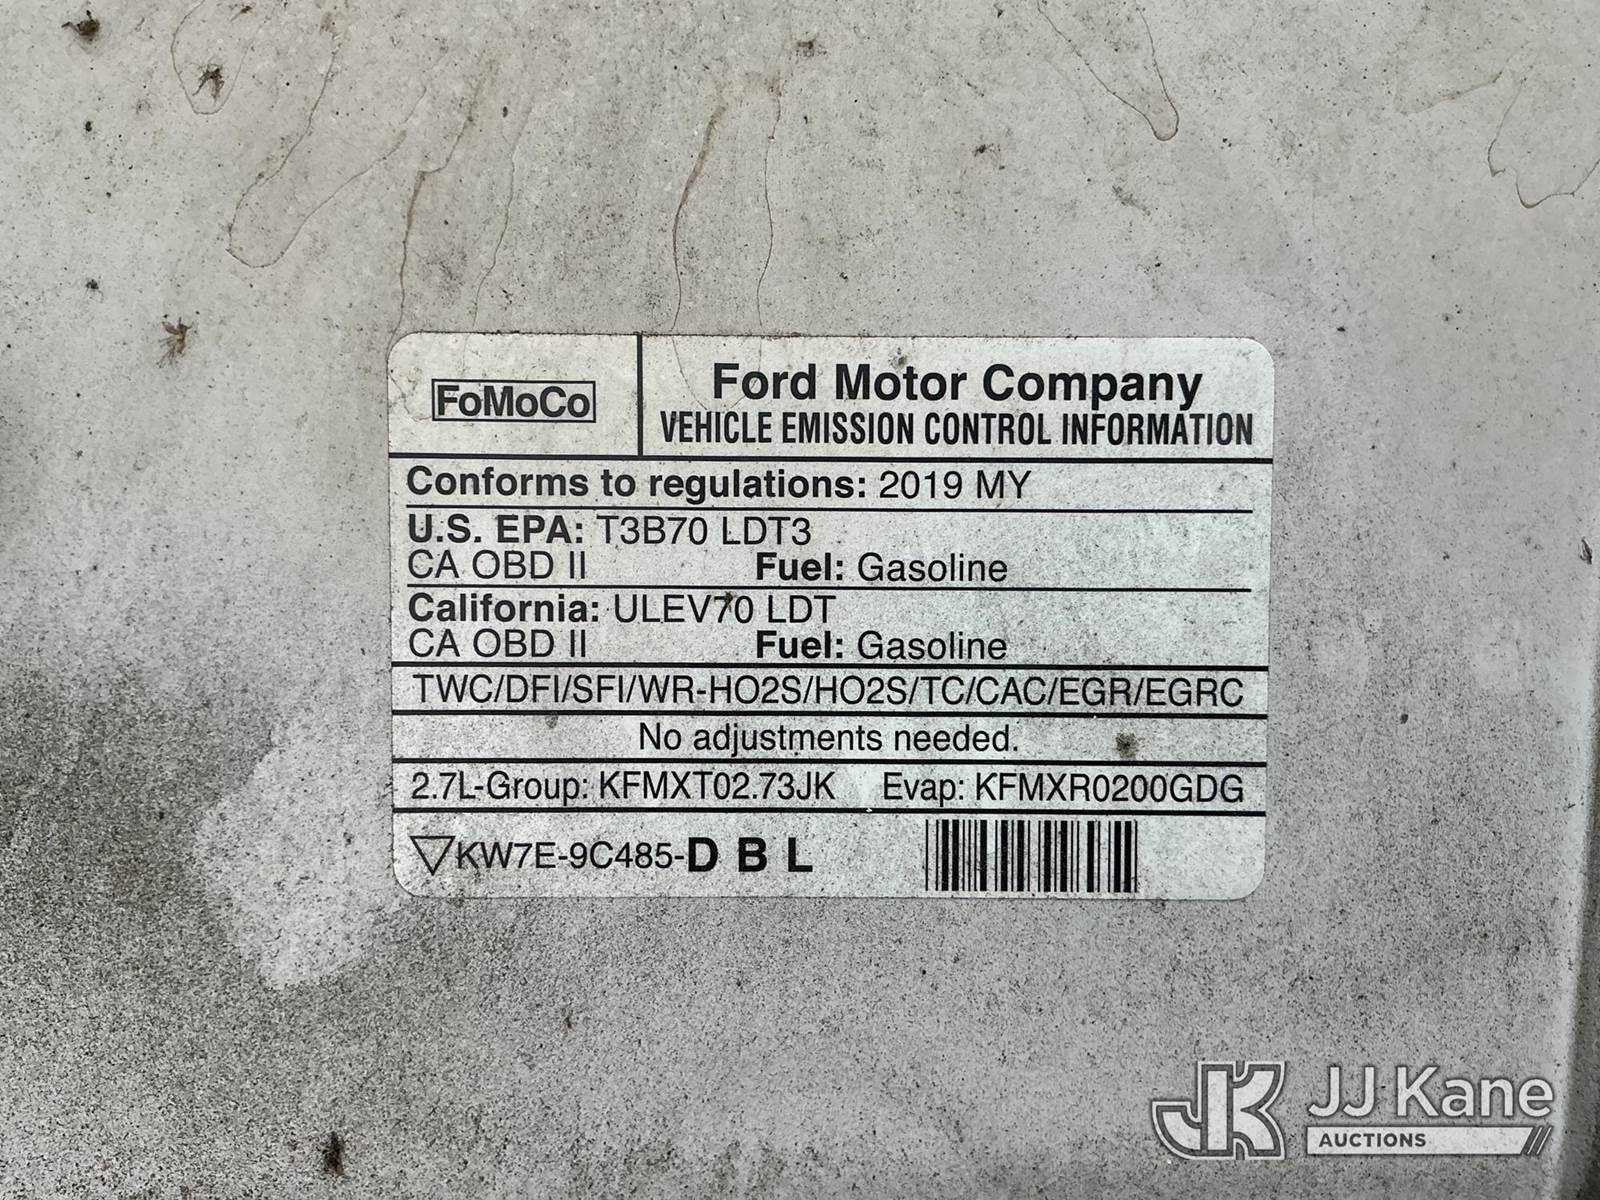 FoMoCo
Ford Motor Company
VEHICLE EMISSION CONTROL INFORMATION
Conforms to regulations: 2019 MY
U.S. EPA: T3B70 LDT3
CA OBD II Fuel: Gasoline
California: ULEV70 LDT
CA OBD II Fuel: Gasoline
TWC/DFI/SFI/WR-HO2S/HO2S/TC/CAC/EGR/EGRC
No adjustments needed.
2.7L-Group: KFMXT02.73JK Evap: KFMXR0200GDG
KW7E-9C485-D B L
JK JJ Kane
AUCTIONS